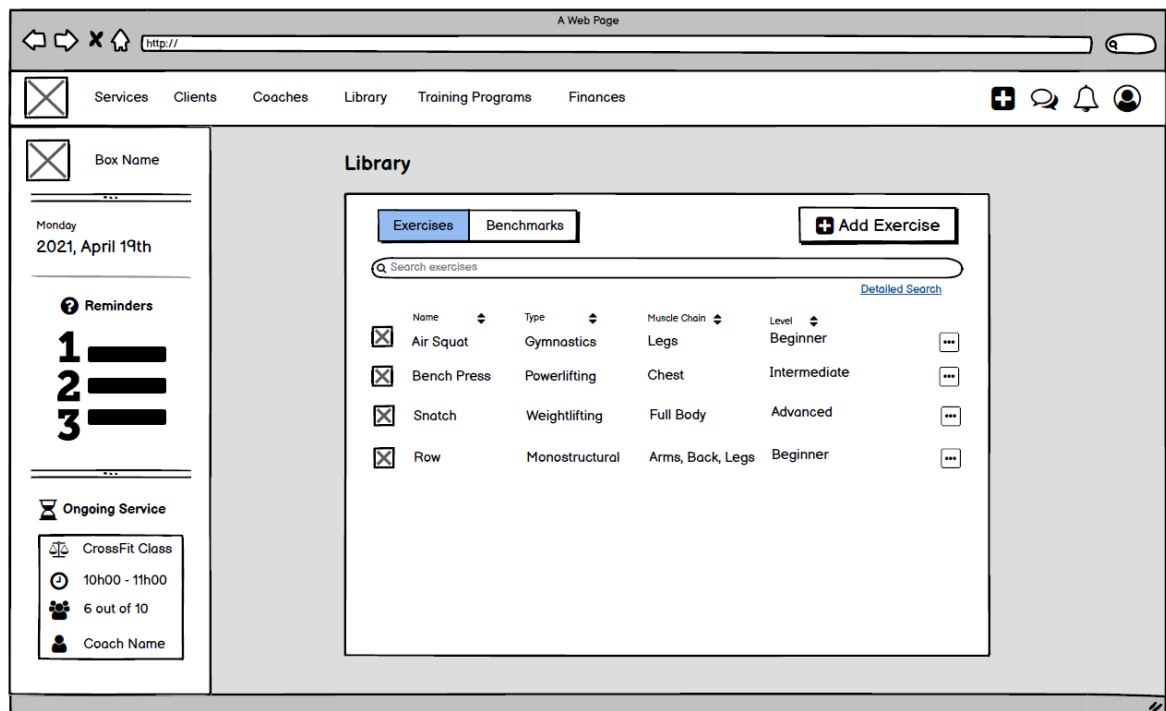 A Web Page
http://
Services Clients Coaches Library Training Programs Finances
Box Name
Monday
2021, April 19th
Reminders
1
2
3
Ongoing Service
CrossFit Class
10h00 - 11h00
6 out of 10
Coach Name
Library
Exercises Benchmarks Add Exercise
Search exercises
Detailed Search
Name Type Muscle Chain Level
Air Squat Gymnastics Legs Beginner
Bench Press Powerlifting Chest Intermediate
Snatch Weightlifting Full Body Advanced
Row Monostructural Arms, Back, Legs Beginner